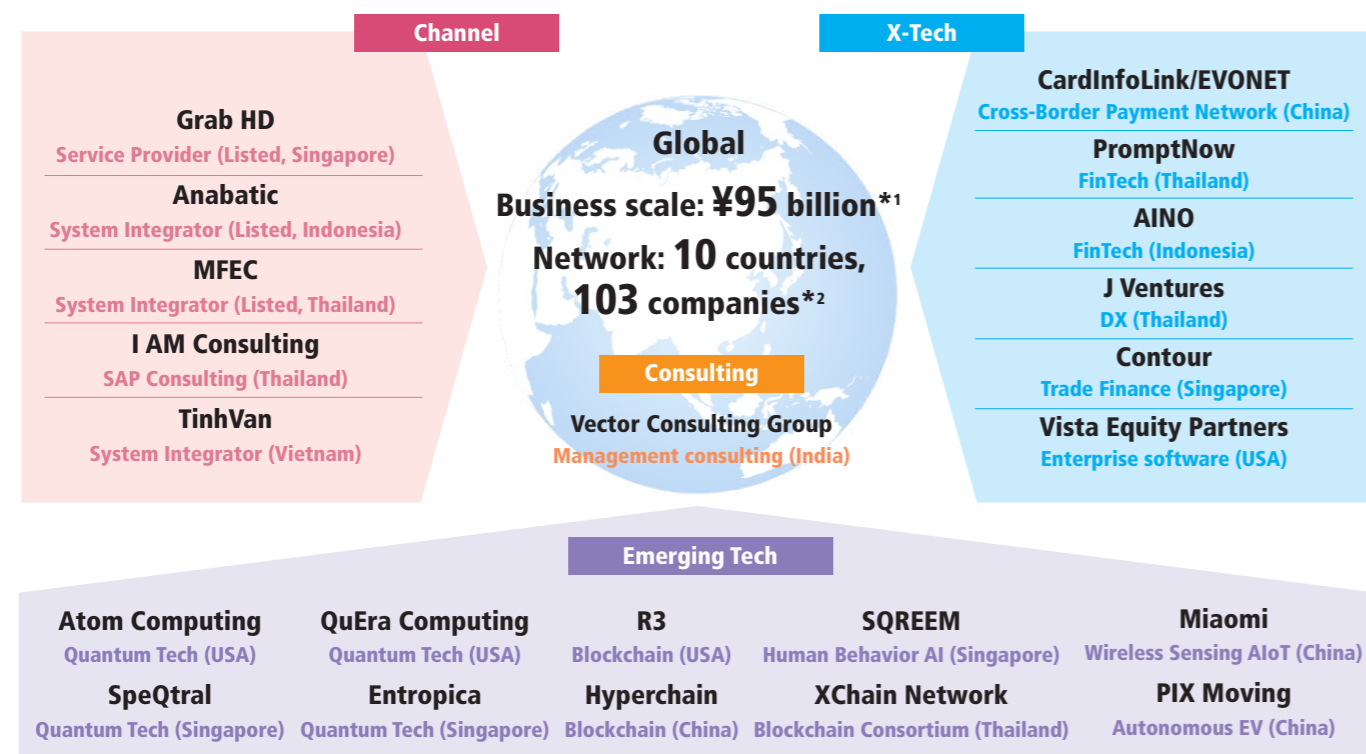 Channel
Grab HD
Service Provider (Listed, Singapore)
Anabatic
System Integrator (Listed, Indonesia)
MFEC
System Integrator (Listed, Thailand)
I AM Consulting
SAP Consulting (Thailand)
TinhVan
System Integrator (Vietnam)
Global
Business scale: ¥95 billion*1
Network: 10 countries,
103 companies*2
Consulting
Vector Consulting Group
Management consulting (India)
X-Tech
CardInfoLink/EVONET
Cross-Border Payment Network (China)
PromptNow
FinTech (Thailand)
AINO
FinTech (Indonesia)
J Ventures
DX (Thailand)
Contour
Trade Finance (Singapore)
Vista Equity Partners
Enterprise software (USA)
Emerging Tech
Atom Computing
Quantum Tech (USA)
QuEra Computing
Quantum Tech (USA)
R3
Blockchain (USA)
SQREEM
Human Behavior AI (Singapore)
Miaomi
Wireless Sensing AIoT (China)
SpeQtral
Quantum Tech (Singapore)
Entropica
Quantum Tech (Singapore)
Hyperchain
Blockchain (China)
XChain Network
Blockchain Consortium (Thailand)
PIX Moving
Autonomous EV (China)